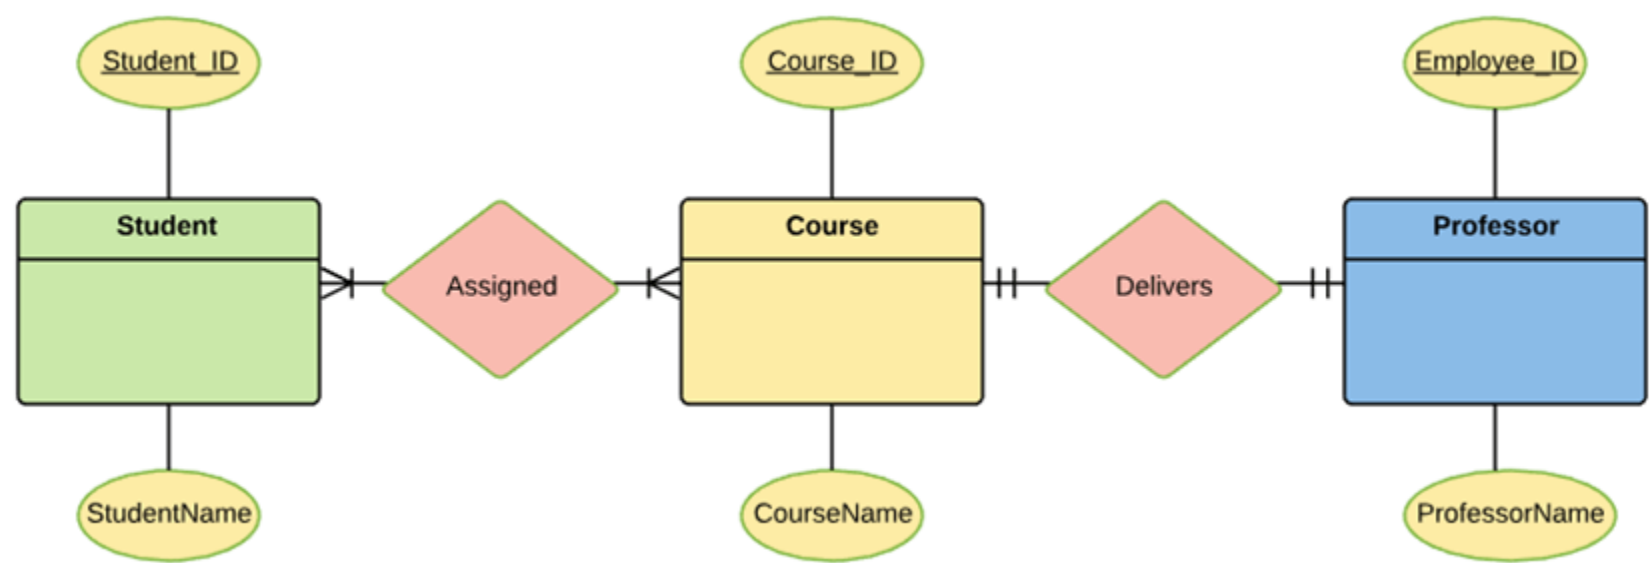 Student_ID
Course_ID
Employee_ID
Student
Course
Professor
Assigned
Delivers
StudentName
CourseName
ProfessorName